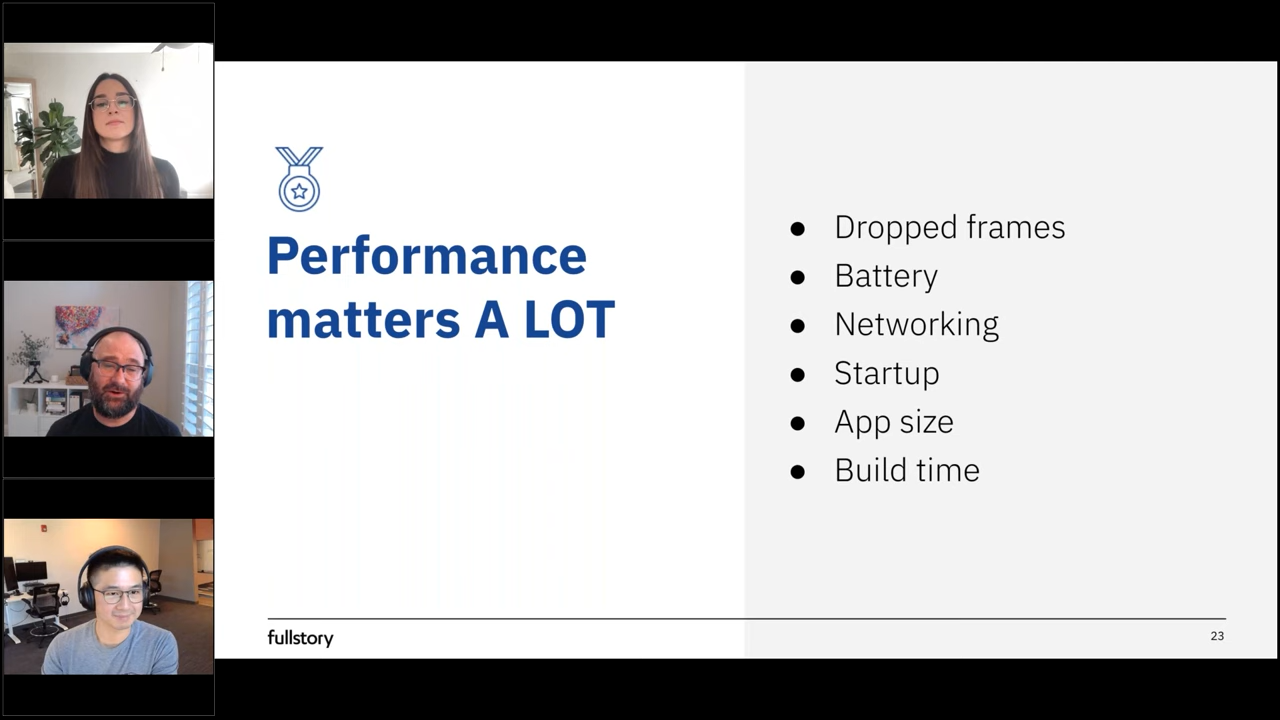 Performance
matters A LOT
● Dropped frames
● Battery
● Networking
● Startup
● App size
● Build time
fullstory
23